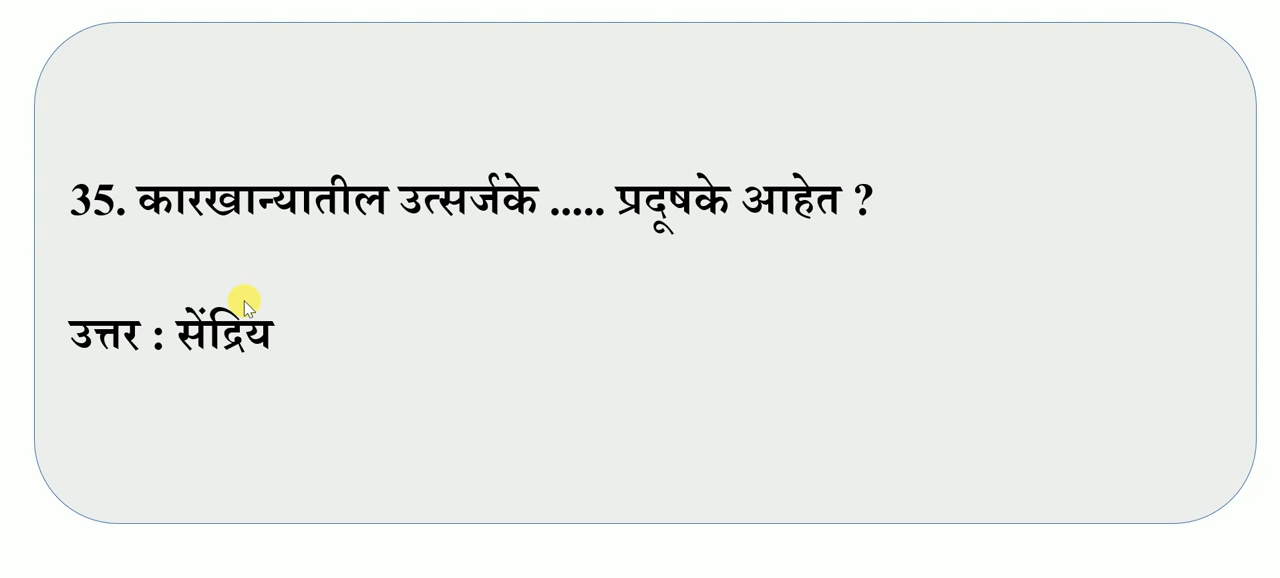 35. कारखान्यातील उत्सर्जके ..... प्रदूषके आहेत ?
उत्तर : सेंद्रिय